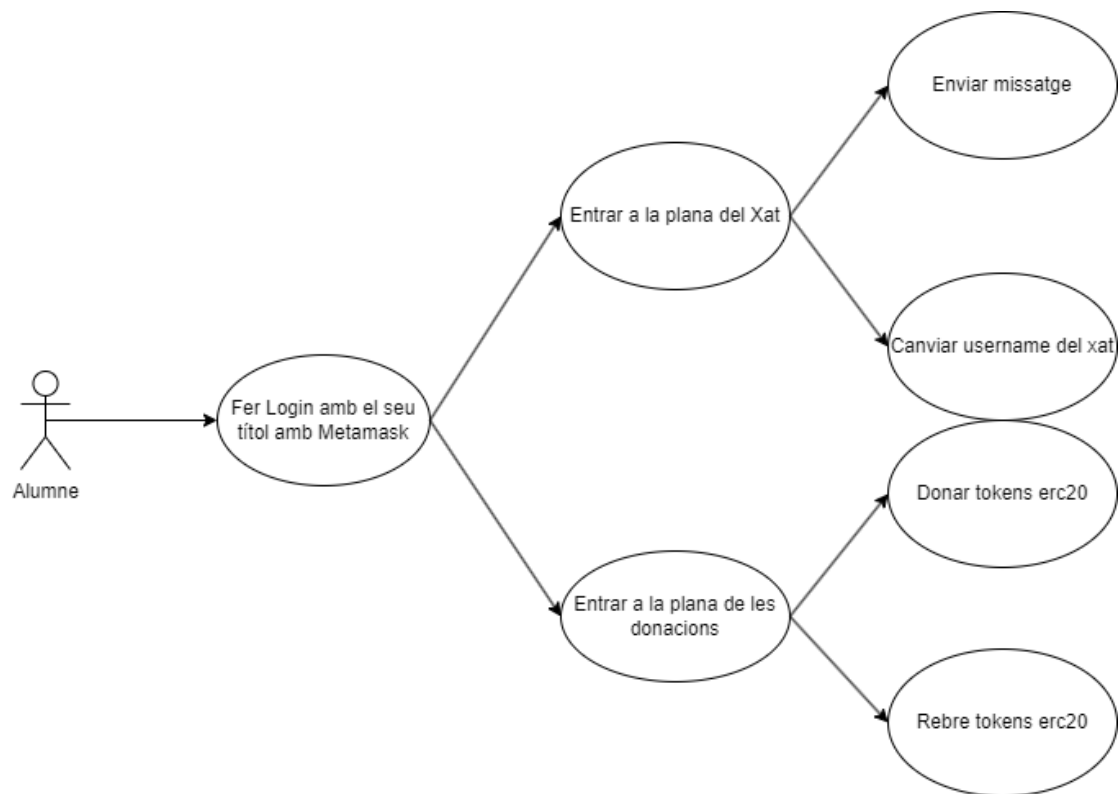 Enviar missatge
Entrar a la plana del Xat
Canviar username del xat
Fer Login amb el seu
títol amb Metamask
Alumne
Donar tokens erc20
Entrar a la plana de les
donacions
Rebre tokens erc20